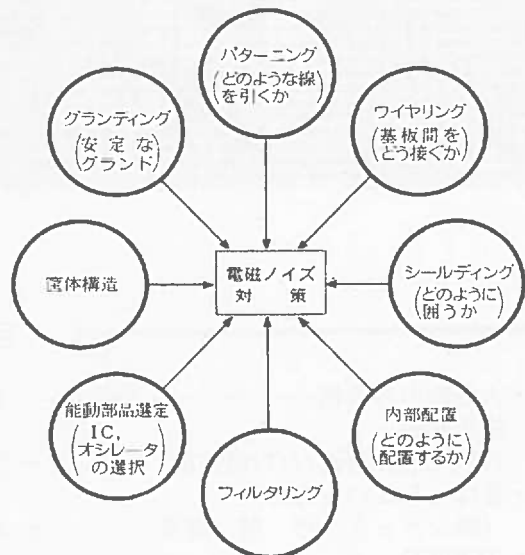 パターニング
(どのような線
を引くか)
グランディング
(安定な
グランド)
ワイヤリング
(基板間を
どう接ぐか)
筐体構造
電磁ノイズ
対策
シールディング
(どのように
囲うか)
能動部品選定
(IC,
オシレータ
の選択)
フィルタリング
内部配置
(どのように
配置するか)